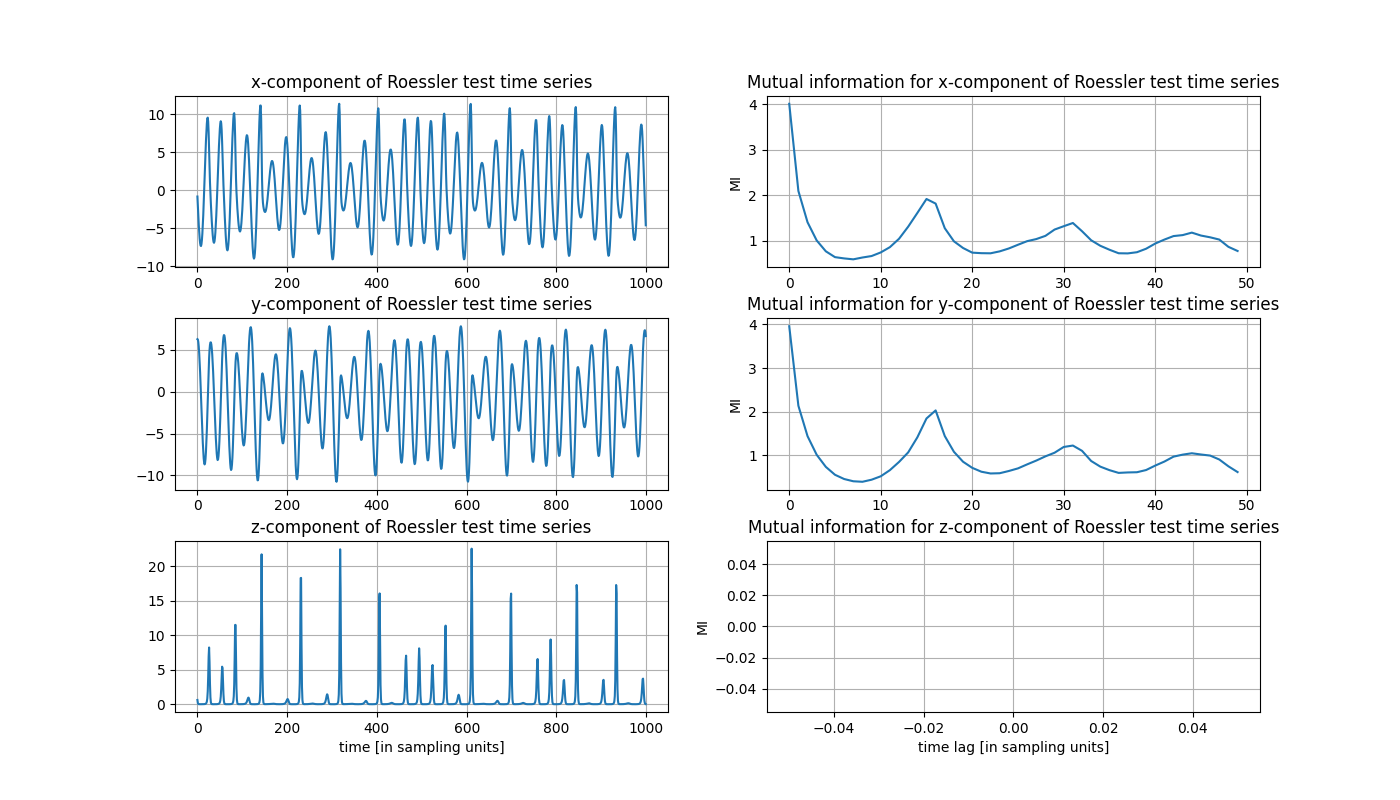 x-component of Roessler test time series
10
5
0
−5
−10
0 200 400 600 800 1000
Mutual information for x-component of Roessler test time series
MI
4
3
2
1
0 10 20 30 40 50
y-component of Roessler test time series
5
0
−5
−10
0 200 400 600 800 1000
Mutual information for y-component of Roessler test time series
MI
4
3
2
1
0 10 20 30 40 50
z-component of Roessler test time series
20
15
10
5
0
0 200 400 600 800 1000
time [in sampling units]
Mutual information for z-component of Roessler test time series
MI
0.04
0.02
0.00
−0.02
−0.04
−0.04 −0.02 0.00 0.02 0.04
time lag [in sampling units]